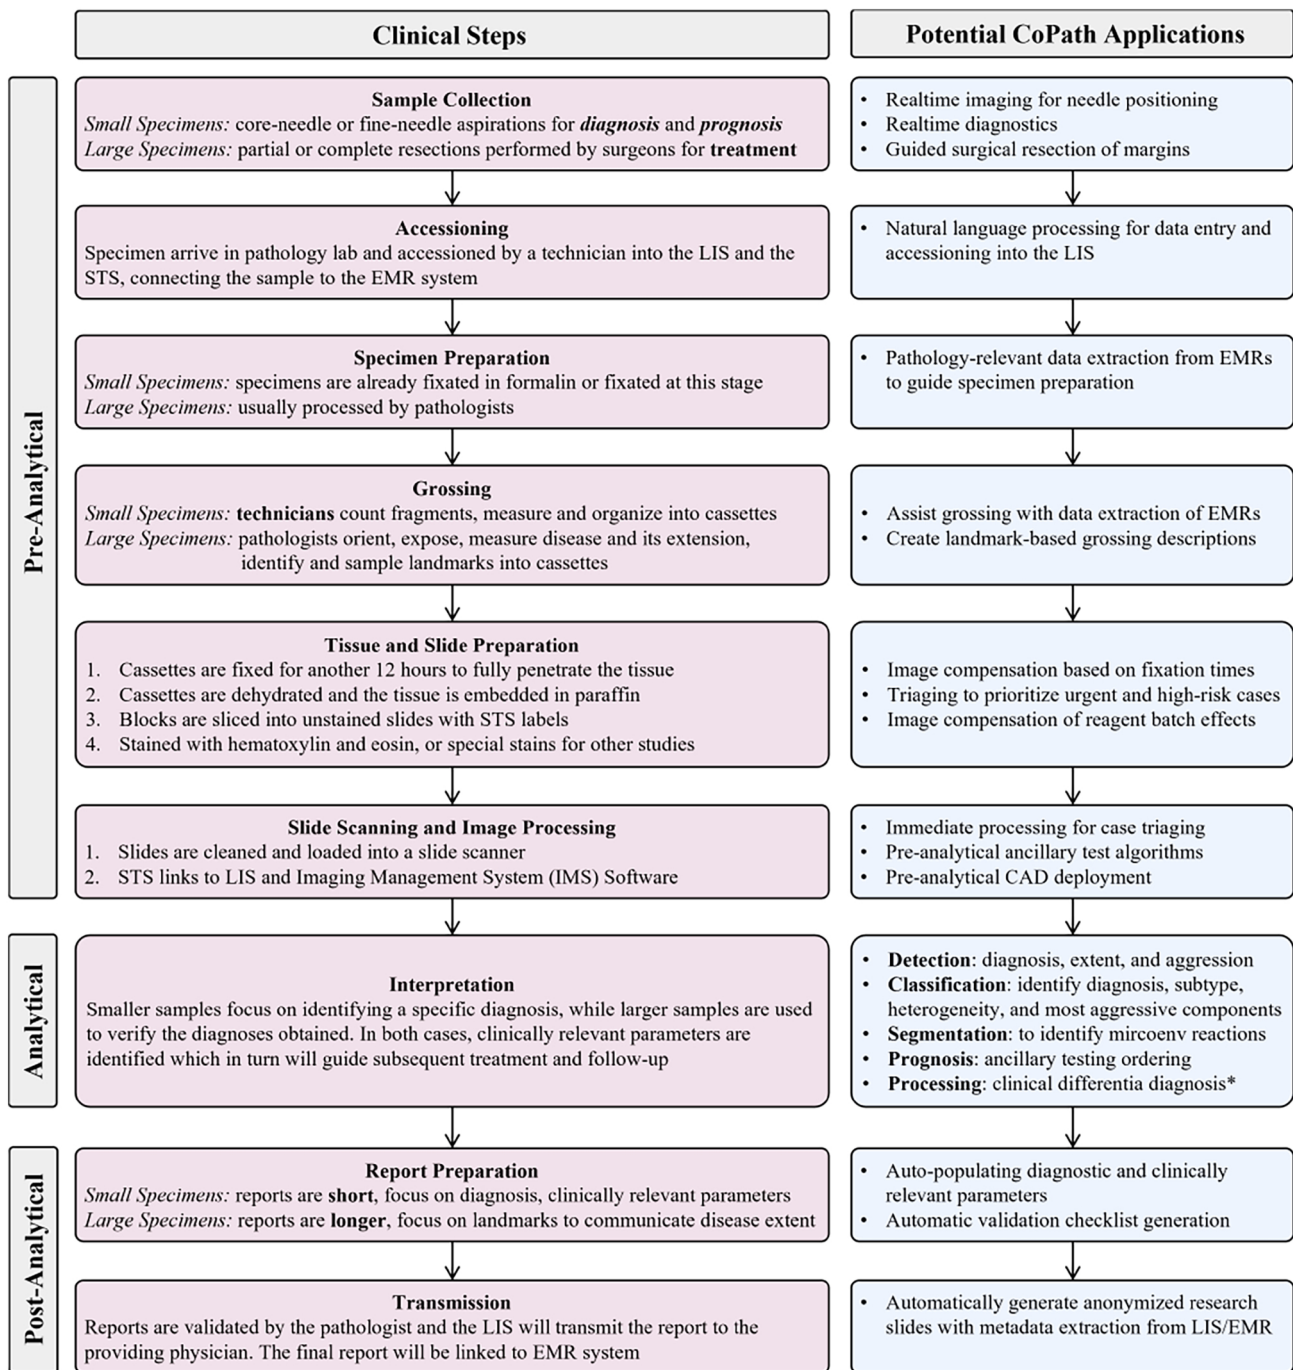 Clinical Steps
Potential CoPath Applications
Pre-Analytical
Sample Collection
Small Specimens: core-needle or fine-needle aspirations for diagnosis and prognosis
Large Specimens: partial or complete resections performed by surgeons for treatment
• Realtime imaging for needle positioning
• Realtime diagnostics
• Guided surgical resection of margins
Accessioning
Specimen arrive in pathology lab and accessioned by a technician into the LIS and the
STS, connecting the sample to the EMR system
• Natural language processing for data entry and
accessioning into the LIS
Specimen Preparation
Small Specimens: specimens are already fixated in formalin or fixated at this stage
Large Specimens: usually processed by pathologists
• Pathology-relevant data extraction from EMRs
to guide specimen preparation
Grossing
Small Specimens: technicians count fragments, measure and organize into cassettes
Large Specimens: pathologists orient, expose, measure disease and its extension,
identify and sample landmarks into cassettes
• Assist grossing with data extraction of EMRs
• Create landmark-based grossing descriptions
Tissue and Slide Preparation
1. Cassettes are fixed for another 12 hours to fully penetrate the tissue
2. Cassettes are dehydrated and the tissue is embedded in paraffin
3. Blocks are sliced into unstained slides with STS labels
4. Stained with hematoxylin and eosin, or special stains for other studies
• Image compensation based on fixation times
• Triaging to prioritize urgent and high-risk cases
• Image compensation of reagent batch effects
Slide Scanning and Image Processing
1. Slides are cleaned and loaded into a slide scanner
2. STS links to LIS and Imaging Management System (IMS) Software
• Immediate processing for case triaging
• Pre-analytical ancillary test algorithms
• Pre-analytical CAD deployment
Analytical
Interpretation
Smaller samples focus on identifying a specific diagnosis, while larger samples are used
to verify the diagnoses obtained. In both cases, clinically relevant parameters are
identified which in turn will guide subsequent treatment and follow-up
• Detection: diagnosis, extent, and aggression
• Classification: identify diagnosis, subtype,
heterogeneity, and most aggressive components
• Segmentation: to identify mircoenv reactions
• Prognosis: ancillary testing ordering
• Processing: clinical differentia diagnosis*
Post-Analytical
Report Preparation
Small Specimens: reports are short, focus on diagnosis, clinically relevant parameters
Large Specimens: reports are longer, focus on landmarks to communicate disease extent
• Auto-populating diagnostic and clinically
relevant parameters
• Automatic validation checklist generation
Transmission
Reports are validated by the pathologist and the LIS will transmit the report to the
providing physician. The final report will be linked to EMR system
• Automatically generate anonymized research
slides with metadata extraction from LIS/EMR